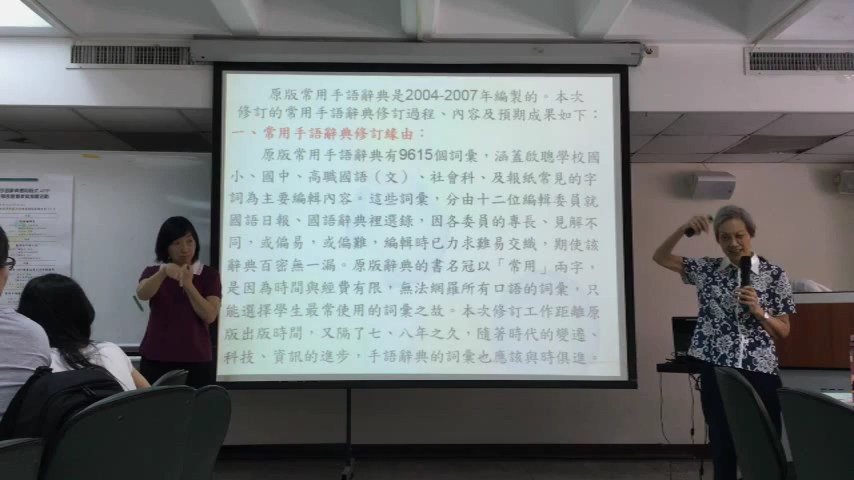 原版常用手語辭典是2004-2007年編製的。本次
修訂的常用手語辭典修訂過程、內容及預期成果如下：
一、常用手語辭典修訂緣由：
原版常用手語辭典有9615個詞彙，涵蓋啟聰學校國
小、國中、高職國語（文）、社會科、及報紙常見的字
詞為主要編輯內容。這些詞彙，分由十二位編輯委員就
國語日報、國語辭典裡選錄，因各委員的專長、見解不
同，或偏易，或偏難，編輯時已力求難易交織，期使該
辭典百密無一漏。原版辭典的書名冠以「常用」兩字，
是因為時間與經費有限，無法網羅所有口語的詞彙，只
能選擇學生最常使用的詞彙之故。本次修訂工作距離原
版出版時間，又隔了七、八年之久，隨著時代的變遷、
科技、資訊的進步，手語辭典的詞彙也應該與時俱進。